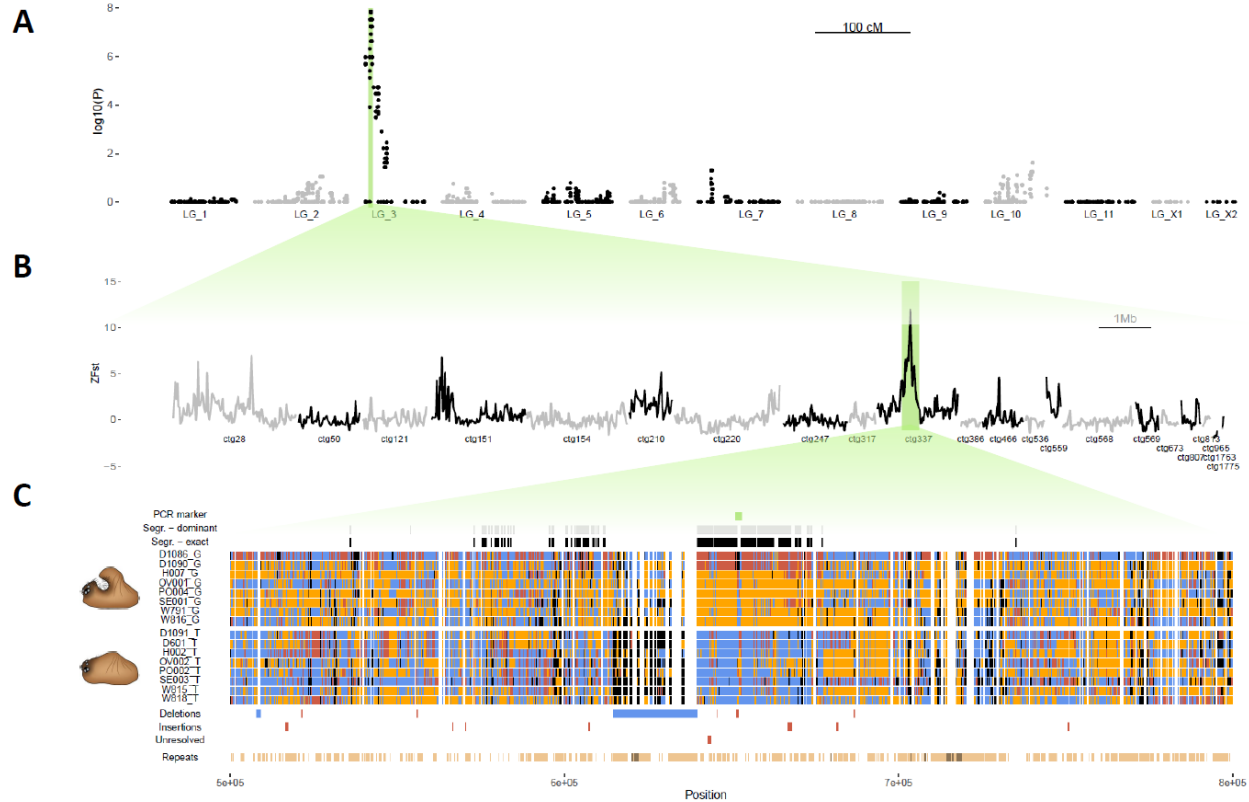 A
8
6
4
2
0
log10(P)
100 cM
LG_1 LG_2 LG_3 LG_4 LG_5 LG_6 LG_7 LG_8 LG_9 LG_10 LG_11 LG_X1 LG_X2
B
15
10
5
0
−5
ZFst
1Mb
ctg28 ctg50 ctg121 ctg151 ctg154 ctg210 ctg220 ctg247 ctg317 ctg337 ctg386 ctg466 ctg536 ctg568 ctg569 ctg813
ctg559 ctg673 ctg965
ctg807 ctg1763
ctg1775
C
PCR marker
Segr. − dominant
Segr. − exact
D1086_G
D1090_G
H007_G
OV001_G
PO004_G
SE001_G
W791_G
W816_G
D1091_T
D601_T
H002_T
OV002_T
PO002_T
SE003_T
W815_T
W818_T
Deletions
Insertions
Unresolved
Repeats
5e+05 6e+05 7e+05 8e+05
Position